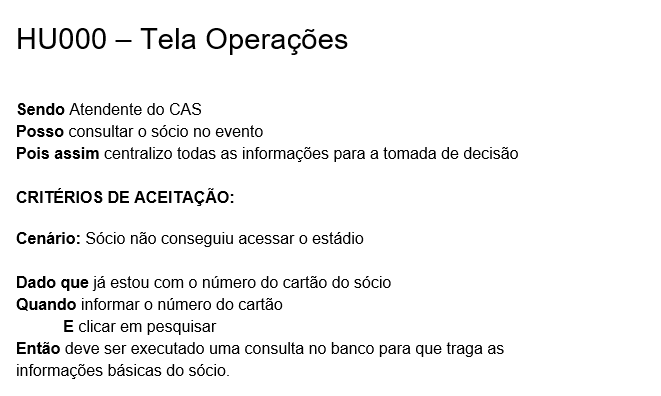 HU000 – Tela Operações
Sendo Atendente do CAS
Posso consultar o sócio no evento
Pois assim centralizo todas as informações para a tomada de decisão
CRITÉRIOS DE ACEITAÇÃO:
Cenário: Sócio não conseguiu acessar o estádio
Dado que já estou com o número do cartão do sócio
Quando informar o número do cartão
E clicar em pesquisar
Então deve ser executado uma consulta no banco para que traga as
informações básicas do sócio.